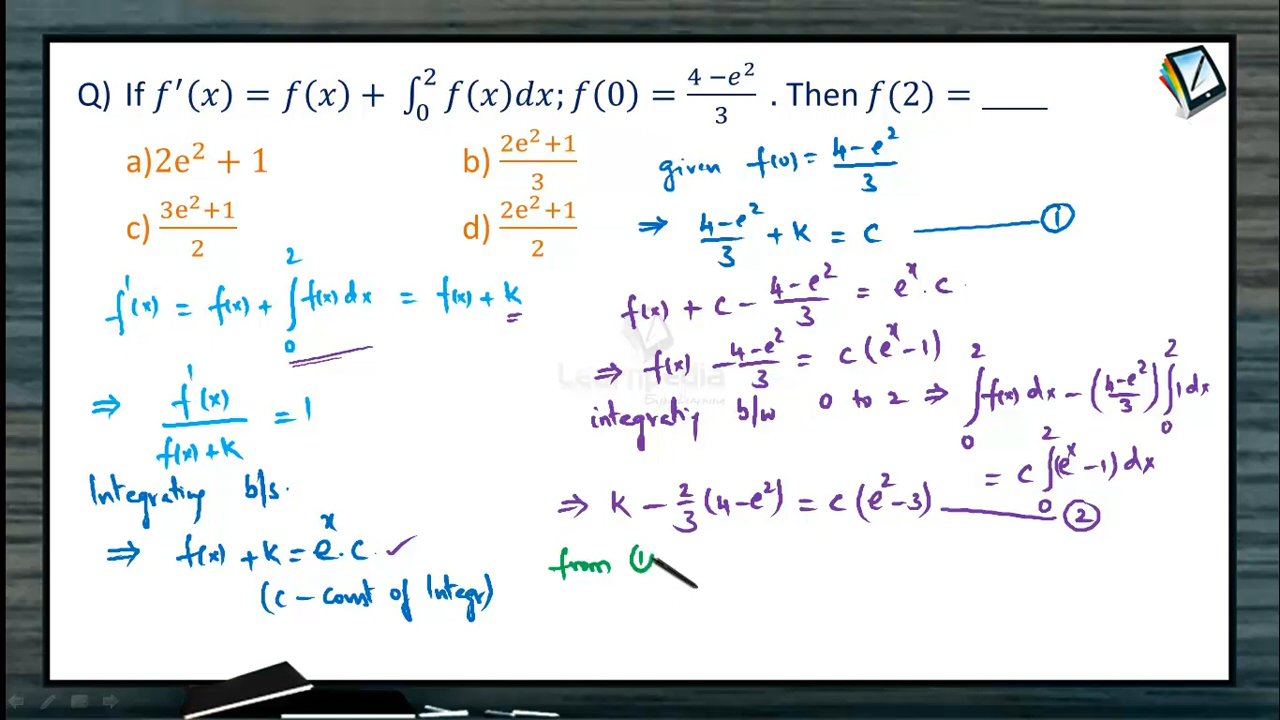 Q) If f′(x) = f(x) + ∫₀² f(x)dx; f(0) = (4 − e²)/3 . Then f(2) = ____
a) 2e² + 1
b) (2e² + 1)/3
c) (3e² + 1)/2
d) (2e² + 1)/2
f'(x) = f(x) + ∫₀² f(x) dx = f(x) + k
⇒ f'(x)/(f(x) + k) = 1
Integrating b/s.
⇒ f(x) + k = eˣ.c ✓
(c – const of Integr)
given f(0) = (4 − e²)/3
⇒ (4 − e²)/3 + k = c ——— ①
f(x) + c − (4 − e²)/3 = eˣ.c
⇒ f(x) − (4 − e²)/3 = c(eˣ − 1)
integrating b/w 0 to 2 ⇒ ∫₀² f(x) dx − ((4 − e²)/3) ∫₀² 1 dx
= c ∫₀² (eˣ − 1) dx
⇒ k − 2/3 (4 − e²) = c(e² − 3) ——— ②
from ①
Learnpedia